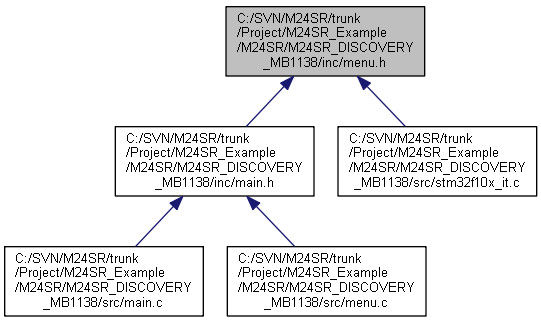 C:/SVN/M24SR/trunk
/Project/M24SR_Example
/M24SR/M24SR_DISCOVERY
_MB1138/inc/menu.h
C:/SVN/M24SR/trunk
/Project/M24SR_Example
/M24SR/M24SR_DISCOVERY
_MB1138/inc/main.h
C:/SVN/M24SR/trunk
/Project/M24SR_Example
/M24SR/M24SR_DISCOVERY
_MB1138/src/stm32f10x_it.c
C:/SVN/M24SR/trunk
/Project/M24SR_Example
/M24SR/M24SR_DISCOVERY
_MB1138/src/main.c
C:/SVN/M24SR/trunk
/Project/M24SR_Example
/M24SR/M24SR_DISCOVERY
_MB1138/src/menu.c